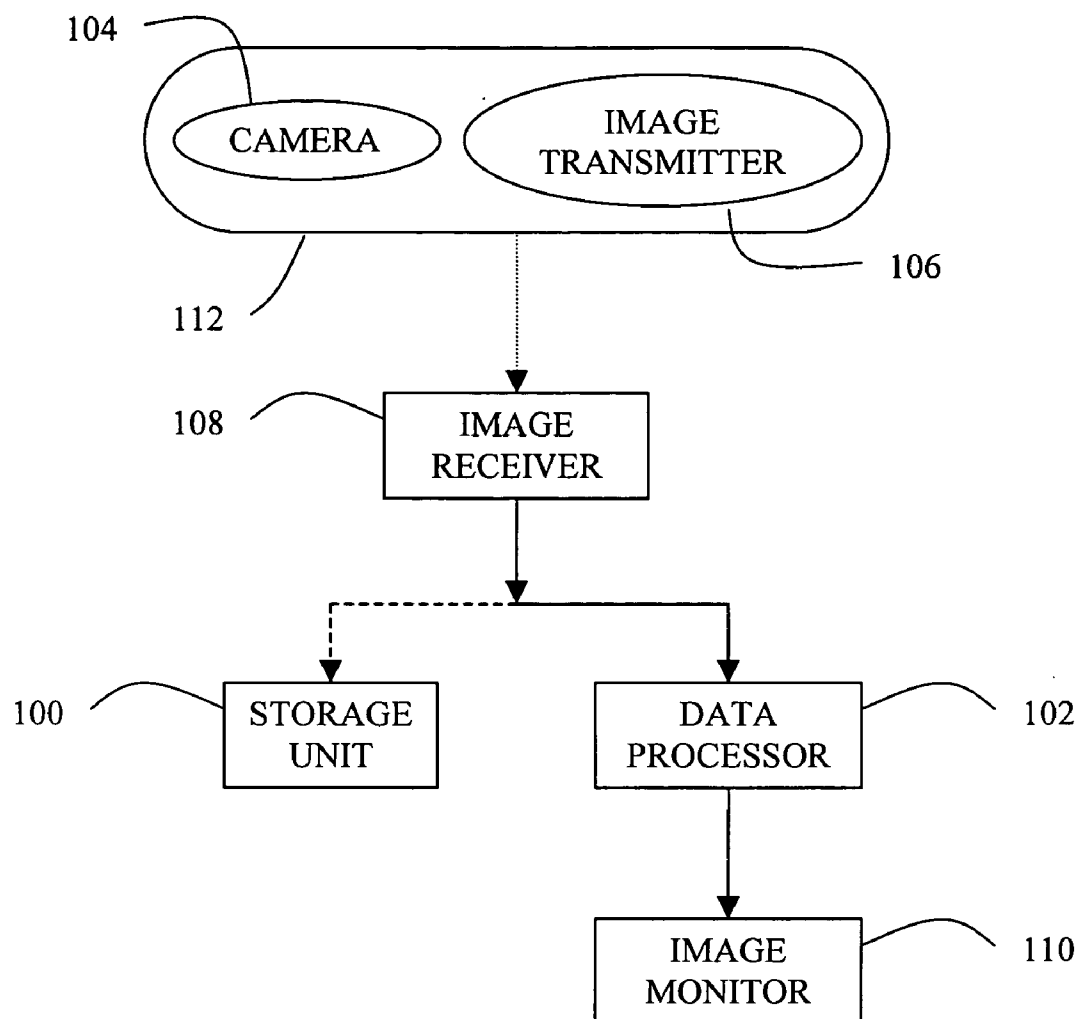 104
CAMERA
IMAGE
TRANSMITTER
106
112
108
IMAGE
RECEIVER
100
STORAGE
UNIT
DATA
PROCESSOR
102
IMAGE
MONITOR
110